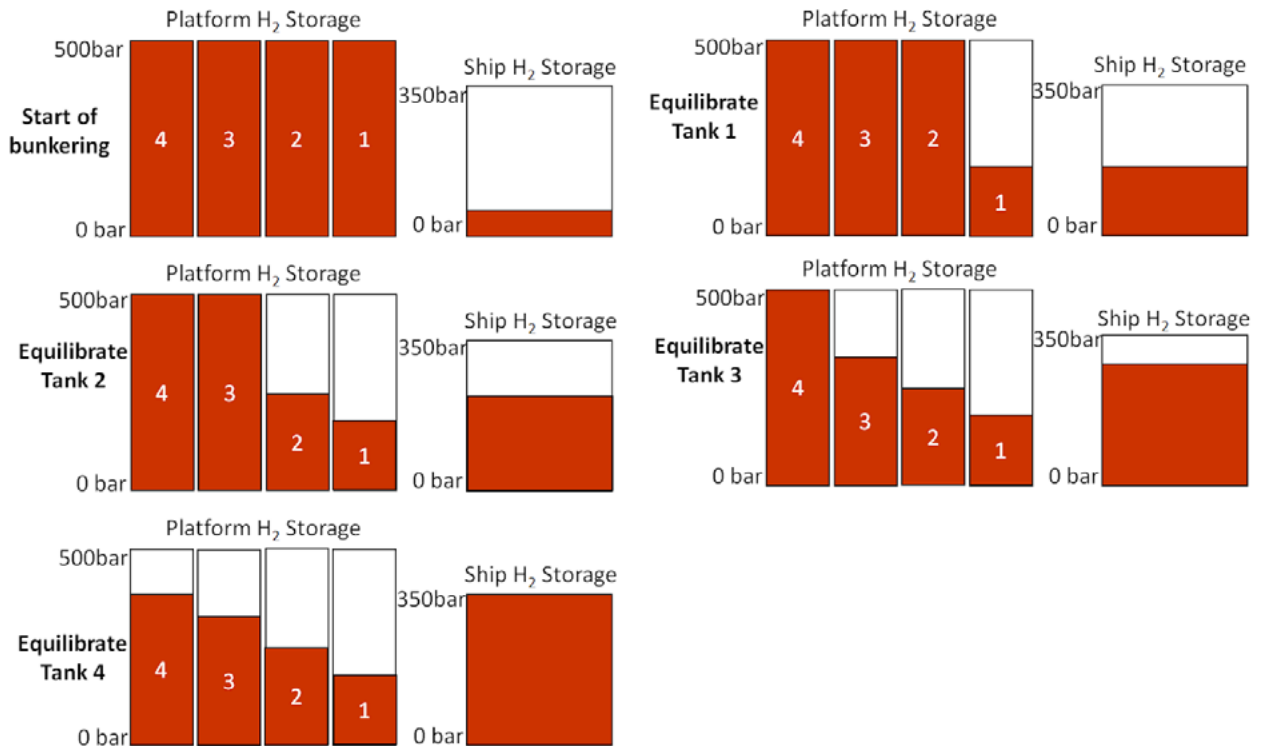 Platform H₂ Storage
500bar
Start of
bunkering
0 bar
4 3 2 1
Ship H₂ Storage
350bar
0 bar
Platform H₂ Storage
500bar
Equilibrate
Tank 1
0 bar
4 3 2 1
Ship H₂ Storage
350bar
0 bar
Platform H₂ Storage
500bar
Equilibrate
Tank 2
0 bar
4 3 2 1
Ship H₂ Storage
350bar
0 bar
Platform H₂ Storage
500bar
Equilibrate
Tank 3
0 bar
4 3 2 1
Ship H₂ Storage
350bar
0 bar
Platform H₂ Storage
500bar
Equilibrate
Tank 4
0 bar
4 3 2 1
Ship H₂ Storage
350bar
0 bar